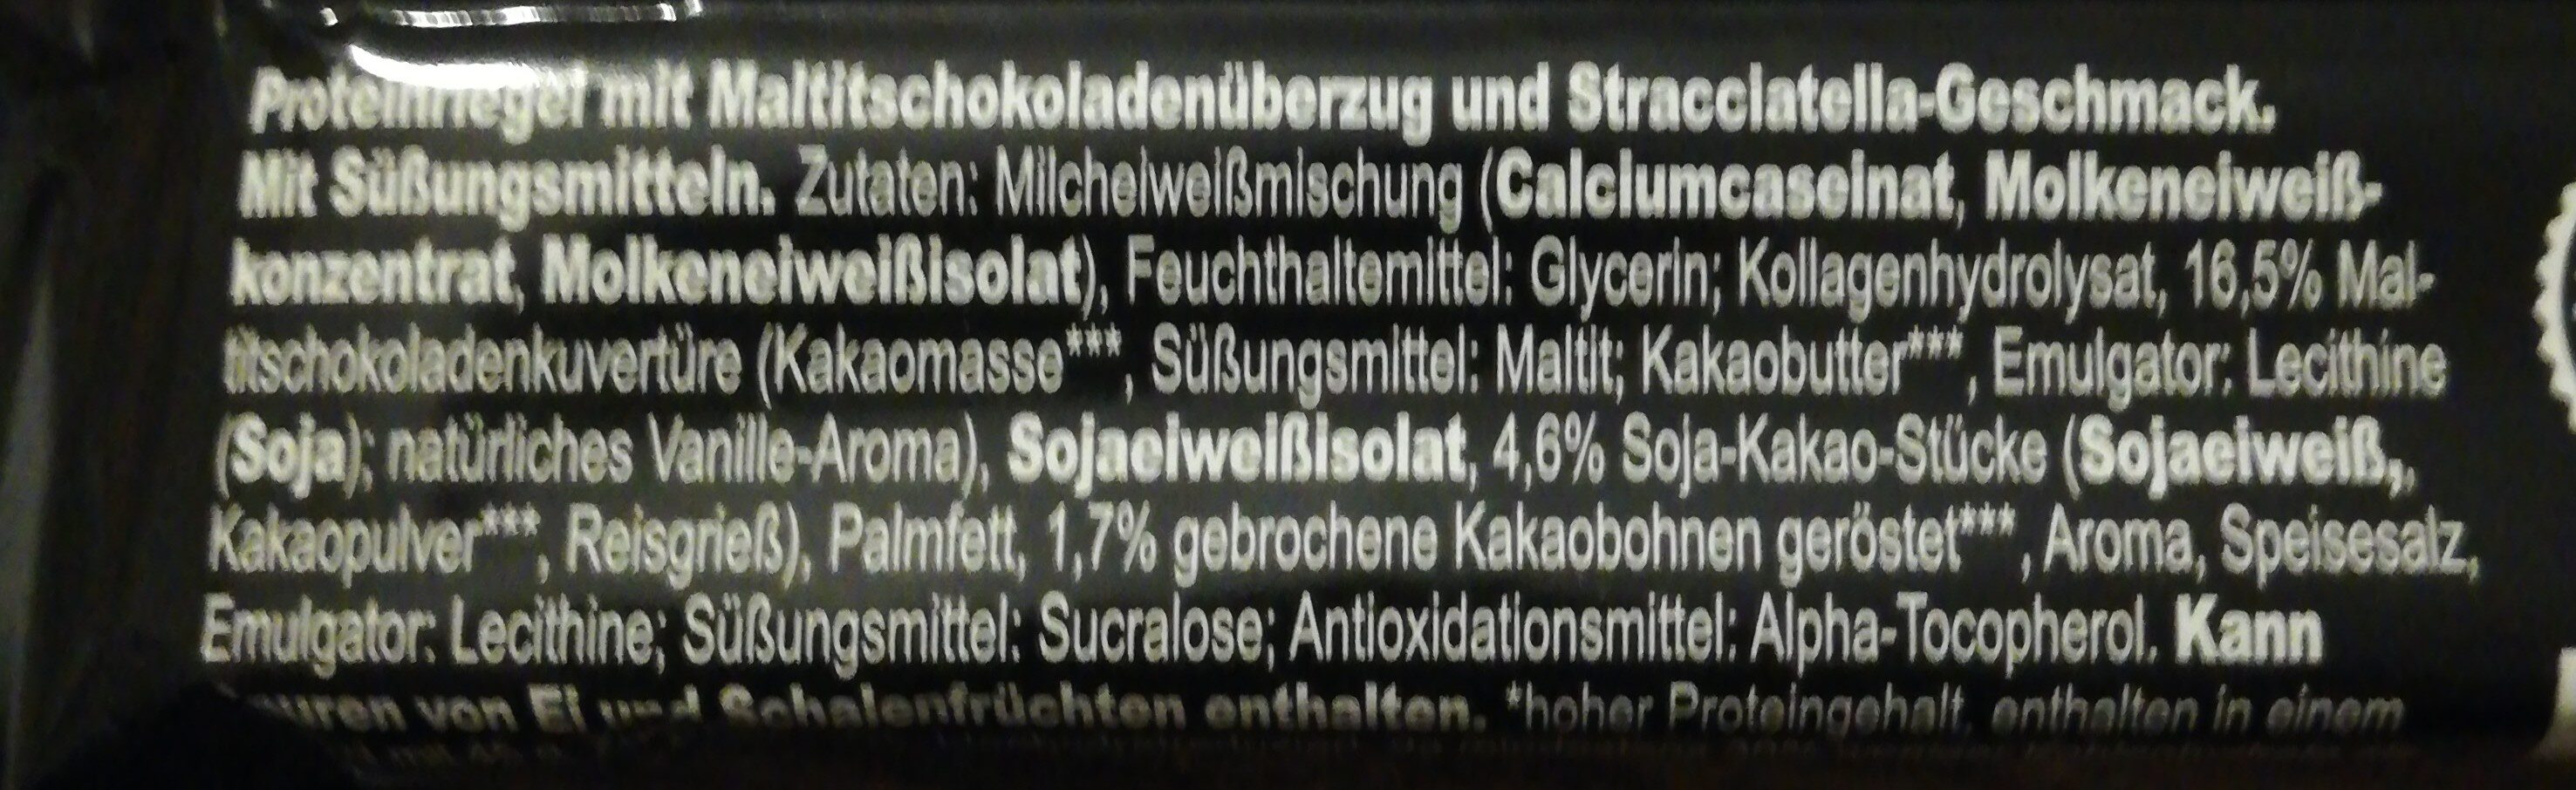 Proteinriegel mit Maltitschokoladenüberzug und Stracciatella-Geschmack.
Mit Süßungsmitteln. Zutaten: Milcheiweißmischung (Calciumcaseinat, Molkeneiweiß-
konzentrat, Molkeneiweißisolat), Feuchthaltemittel: Glycerin; Kollagenhydrolysat, 16,5% Mal-
titschokoladenkuvertüre (Kakaomasse***, Süßungsmittel: Maltit; Kakaobutter***, Emulgator: Lecithine
(Soja); natürliches Vanille-Aroma), Sojaeiweißisolat, 4,6% Soja-Kakao-Stücke (Sojaeiweiß,,
Kakaopulver***, Reisgrieß), Palmfett, 1,7% gebrochene Kakaobohnen geröstet***, Aroma, Speisesalz,
Emulgator: Lecithine; Süßungsmittel: Sucralose; Antioxidationsmittel: Alpha-Tocopherol. Kann
von Ei und Schalenfrüchten enthalten. *hoher Proteingehalt, enthalten in einem